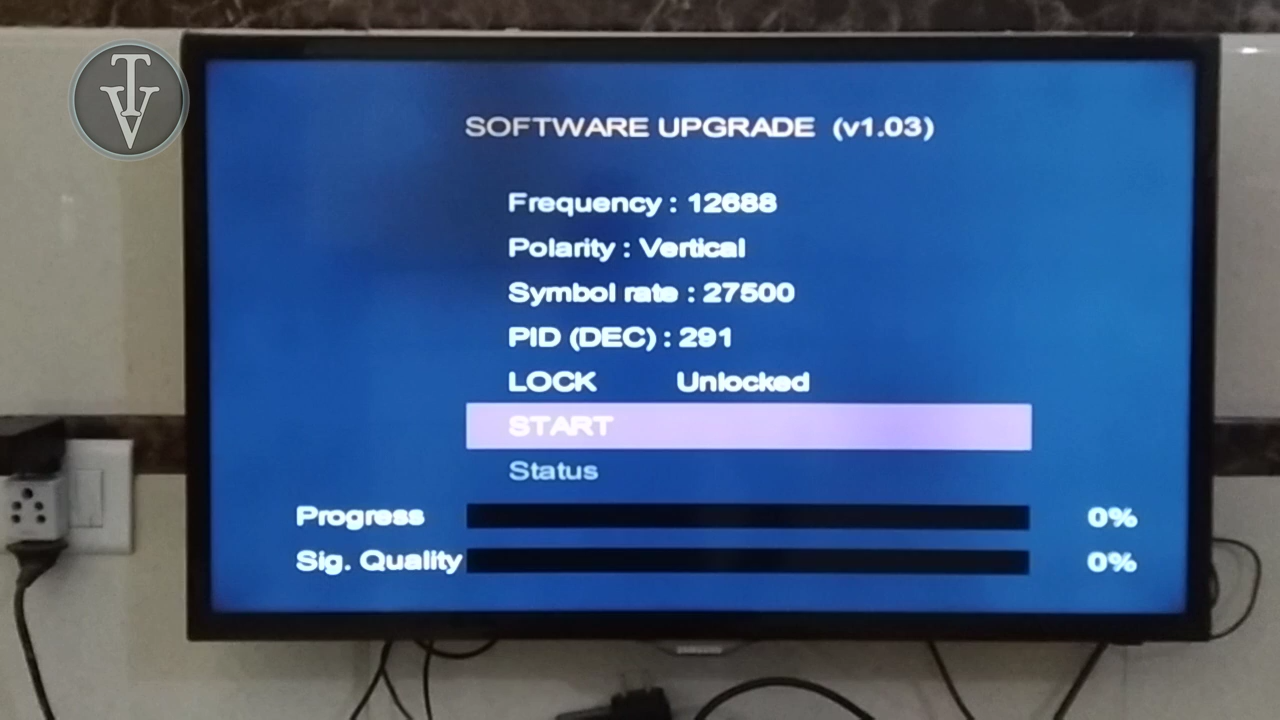 TV
SOFTWARE UPGRADE (v1.03)
Frequency : 12688
Polarity : Vertical
Symbol rate : 27500
PID (DEC) : 291
LOCK Unlocked
START
Status
Progress 0%
Sig. Quality 0%